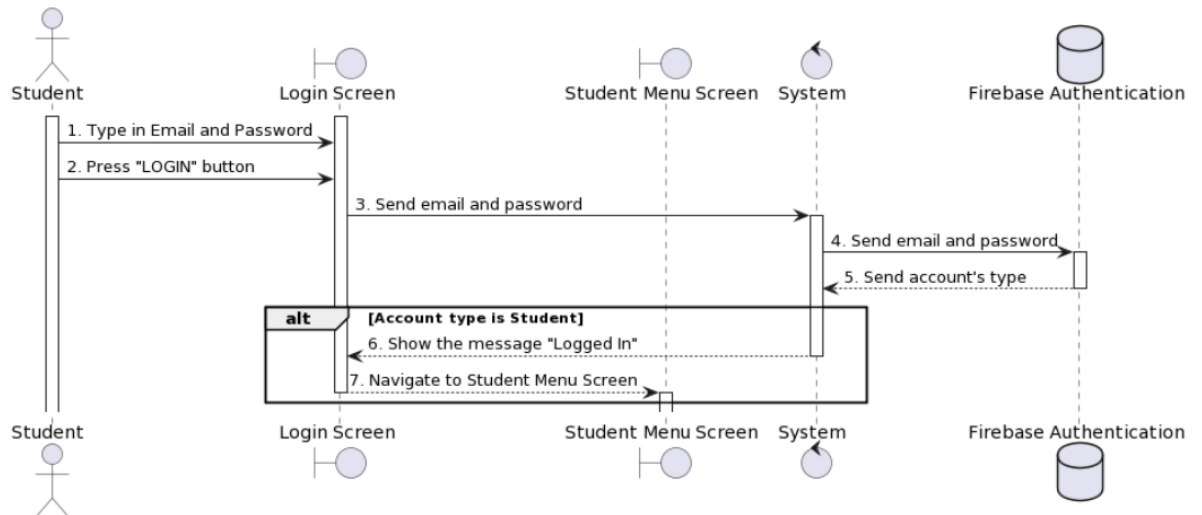 Student
Login Screen
Student Menu Screen
System
Firebase Authentication
1. Type in Email and Password
2. Press "LOGIN" button
3. Send email and password
4. Send email and password
5. Send account's type
alt
[Account type is Student]
6. Show the message "Logged In"
7. Navigate to Student Menu Screen
Student
Login Screen
Student Menu Screen
System
Firebase Authentication